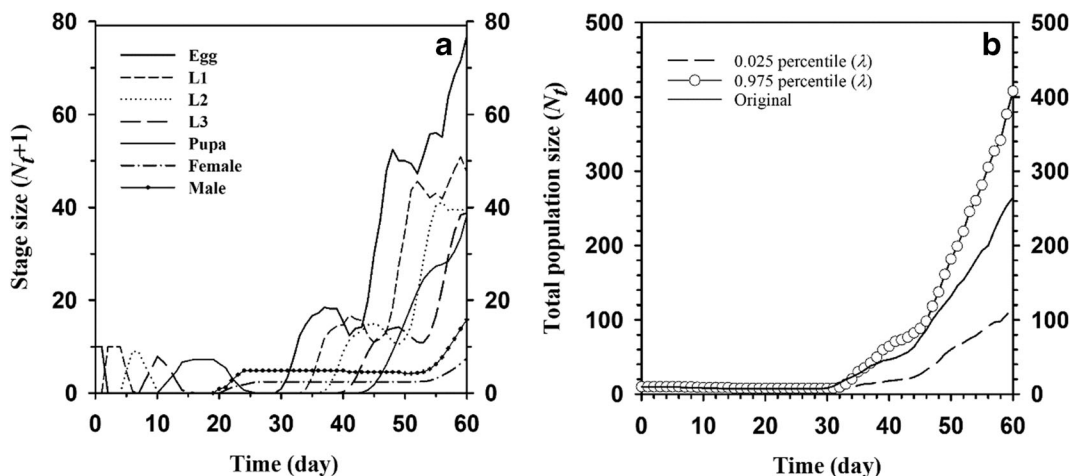 a
Stage size (Nt+1)
80
60
40
20
0
Egg
L1
L2
L3
Pupa
Female
Male
80
60
40
20
0
0 10 20 30 40 50 60
Time (day)
b
Total population size (Nt)
500
400
300
200
100
0
0.025 percentile (λ)
0.975 percentile (λ)
Original
500
400
300
200
100
0
0 10 20 30 40 50 60
Time (day)